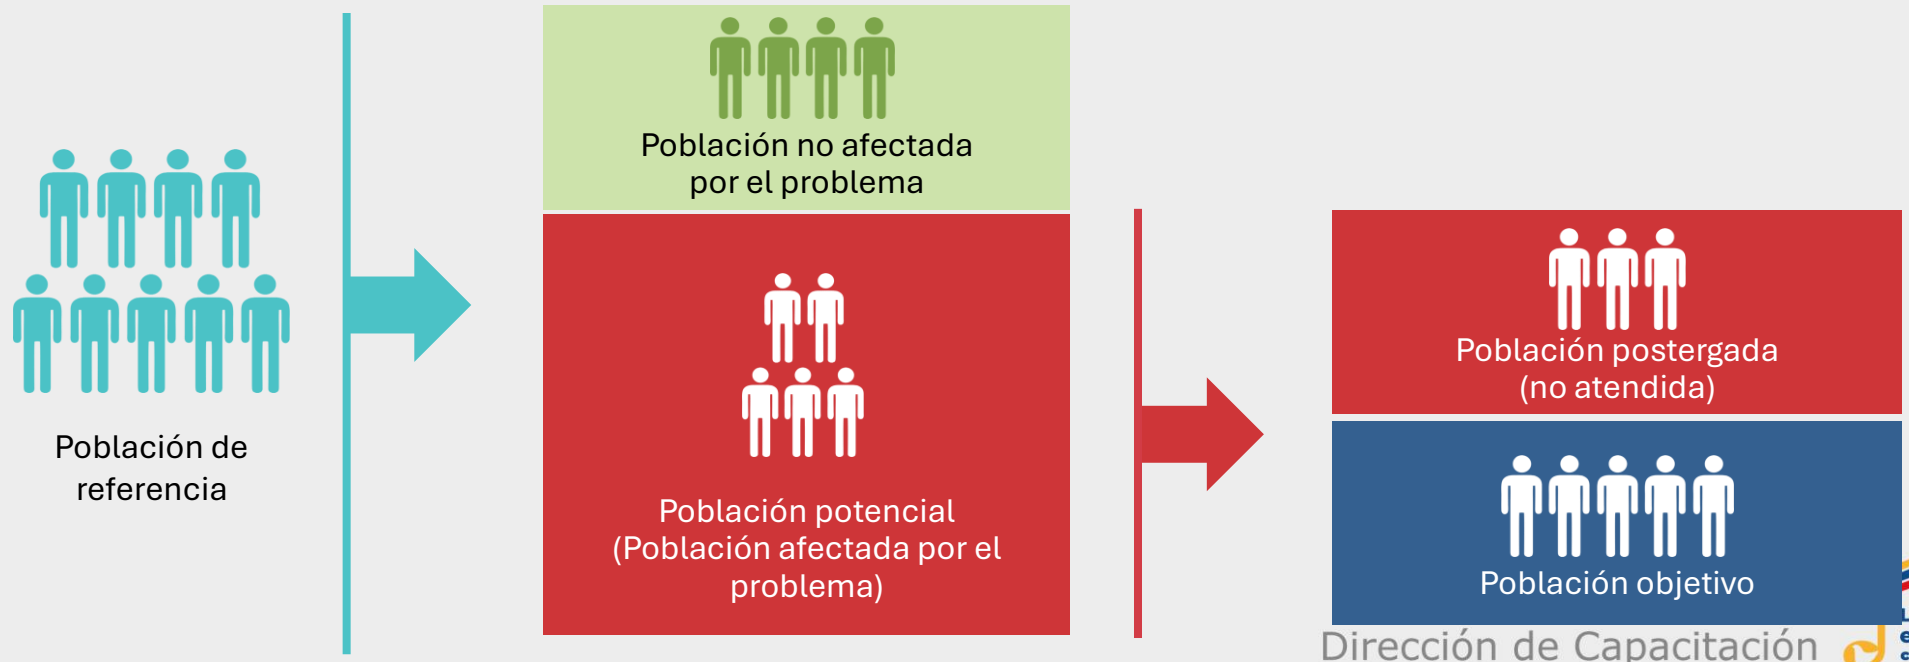 Población de
referencia
Población no afectada
por el problema
Población potencial
(Población afectada por el
problema)
Población postergada
(no atendida)
Población objetivo
Dirección de Capacitación